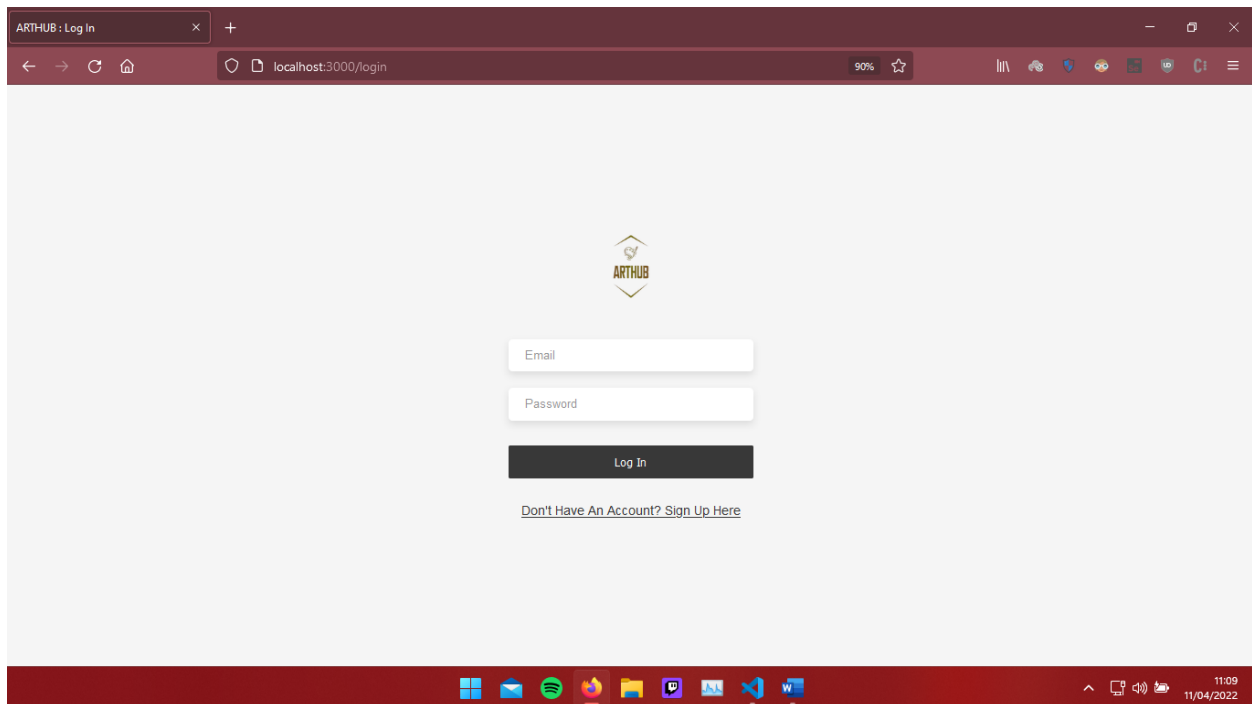 ARTHUB : Log In
localhost:3000/login
90%
ARTHUB
Email
Password
Log In
Don't Have An Account? Sign Up Here
11:09
11/04/2022